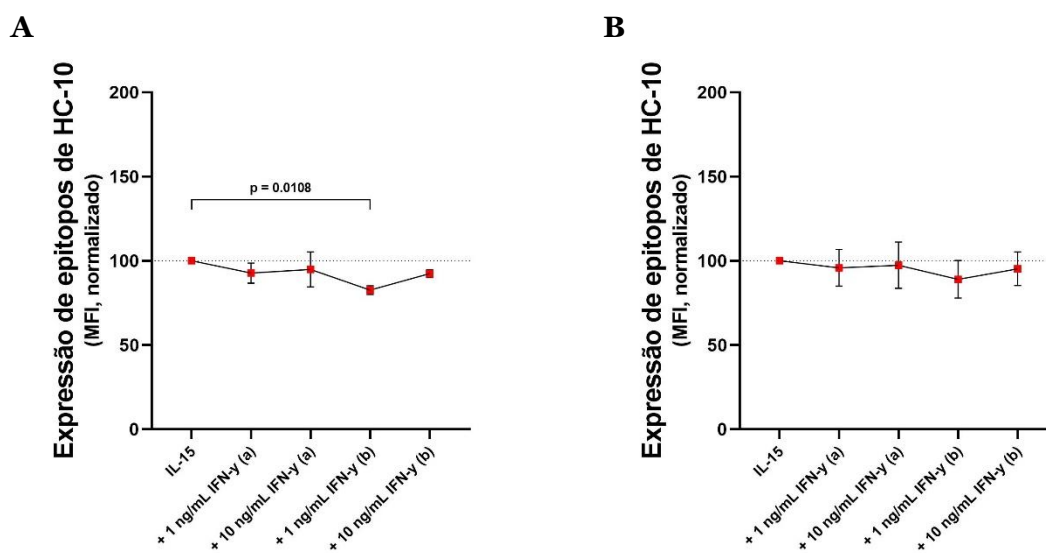 A
Expressão de epitopos de HC-10
(MFI, normalizado)
200
150
100
50
0
p = 0.0108
IL-15
+ 1 ng/mL IFN-y (a)
+ 10 ng/mL IFN-y (a)
+ 1 ng/mL IFN-y (b)
+ 10 ng/mL IFN-y (b)
B
Expressão de epitopos de HC-10
(MFI, normalizado)
200
150
100
50
0
IL-15
+ 1 ng/mL IFN-y (a)
+ 10 ng/mL IFN-y (a)
+ 1 ng/mL IFN-y (b)
+ 10 ng/mL IFN-y (b)